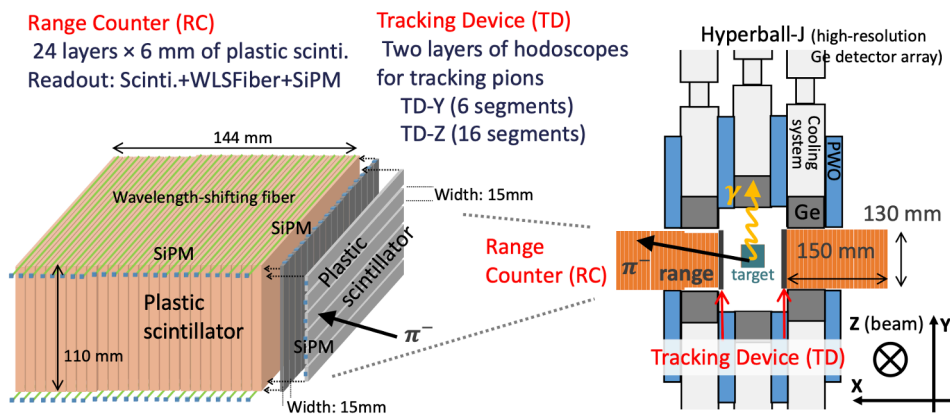 Range Counter (RC)
24 layers × 6 mm of plastic scinti.
Readout: Scinti.+WLSFiber+SiPM
Tracking Device (TD)
Two layers of hodoscopes
for tracking pions
TD-Y (6 segments)
TD-Z (16 segments)
Hyperball-J (high-resolution
Ge detector array)
144 mm
Wavelength-shifting fiber
SiPM
SiPM
Width: 15mm
Plastic
scintillator
Plastic
scintillator
110 mm
SiPM
π⁻
Width: 15mm
Cooling
system
PWO
γ
Ge
130 mm
Range
Counter (RC)
π⁻
range
target
150 mm
Tracking Device (TD)
Z (beam)
Y
X